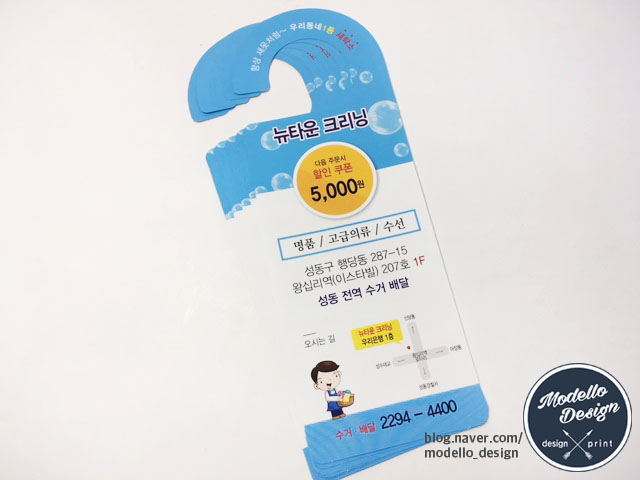 항상 새옷처럼~ 우리동네1등 세탁소
뉴타운 크리닝
다음 주문시
할인 쿠폰
5,000원
명품 / 고급의류 / 수선
성동구 행당동 287-15
왕십리역(이스타빌) 207호 1F
성동 전역 수거 배달
오시는 길
뉴타운 크리닝
우리은행 1층
수거 · 배달 2294 - 4400
blog.naver.com/
modello_design
Modello
Design
design print